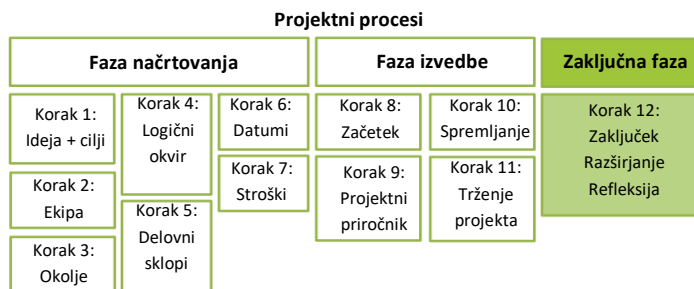 Projektni procesi
Faza načrtovanja
Korak 1:
Ideja + cilji
Korak 2:
Ekipa
Korak 3:
Okolje
Korak 4:
Logični
okvir
Korak 5:
Delovni
sklopi
Korak 6:
Datumi
Korak 7:
Stroški
Faza izvedbe
Korak 8:
Začetek
Korak 9:
Projektni
priročnik
Korak 10:
Spremljanje
Korak 11:
Trženje
projekta
Zaključna faza
Korak 12:
Zaključek
Razširjanje
Refleksija